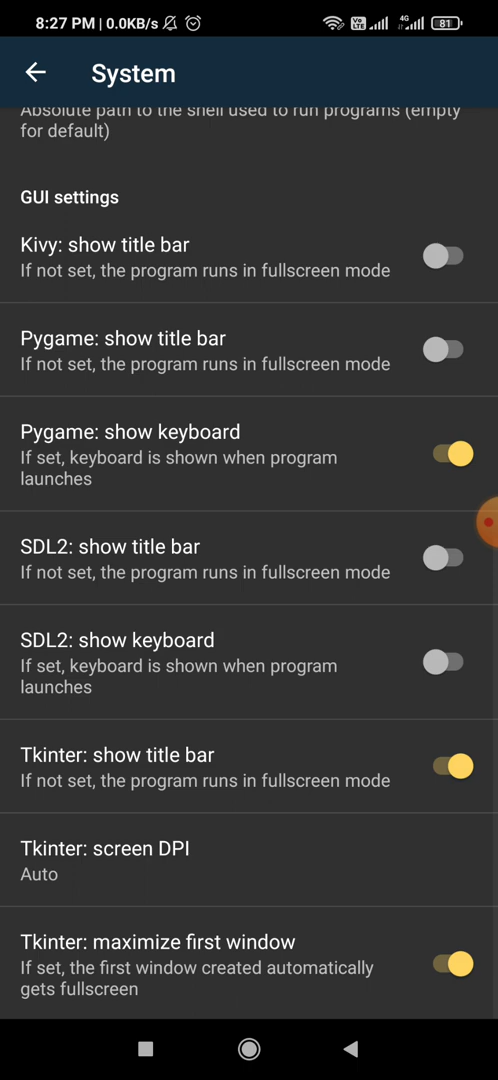 8:27 PM | 0.0KB/s
Vo
LTE
4G
81
System
Absolute path to the shell used to run programs (empty
for default)
GUI settings
Kivy: show title bar
If not set, the program runs in fullscreen mode
Pygame: show title bar
If not set, the program runs in fullscreen mode
Pygame: show keyboard
If set, keyboard is shown when program
launches
SDL2: show title bar
If not set, the program runs in fullscreen mode
SDL2: show keyboard
If set, keyboard is shown when program
launches
Tkinter: show title bar
If not set, the program runs in fullscreen mode
Tkinter: screen DPI
Auto
Tkinter: maximize first window
If set, the first window created automatically
gets fullscreen